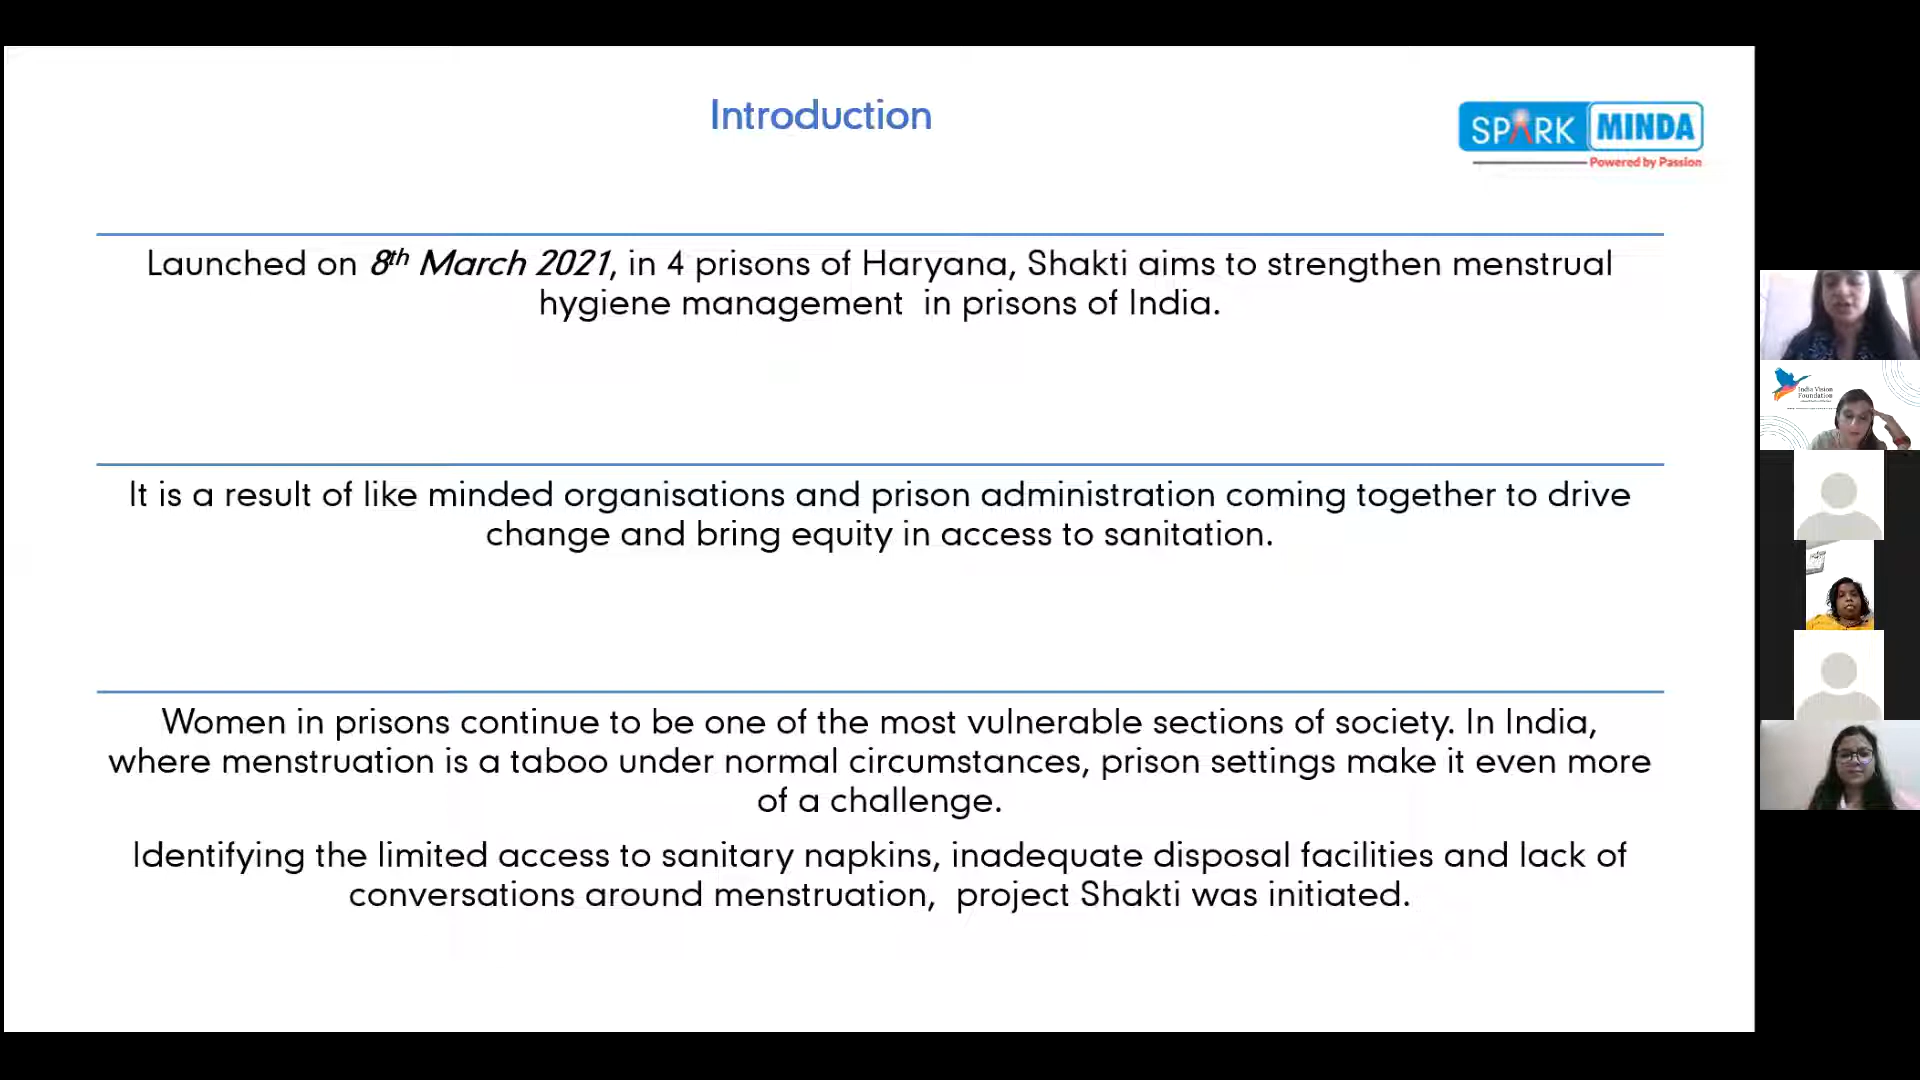 Introduction
SPARK MINDA
Powered by Passion
Launched on 8th March 2021, in 4 prisons of Haryana, Shakti aims to strengthen menstrual
hygiene management in prisons of India.
It is a result of like minded organisations and prison administration coming together to drive
change and bring equity in access to sanitation.
Women in prisons continue to be one of the most vulnerable sections of society. In India,
where menstruation is a taboo under normal circumstances, prison settings make it even more
of a challenge.
Identifying the limited access to sanitary napkins, inadequate disposal facilities and lack of
conversations around menstruation, project Shakti was initiated.
India Vision
Foundation